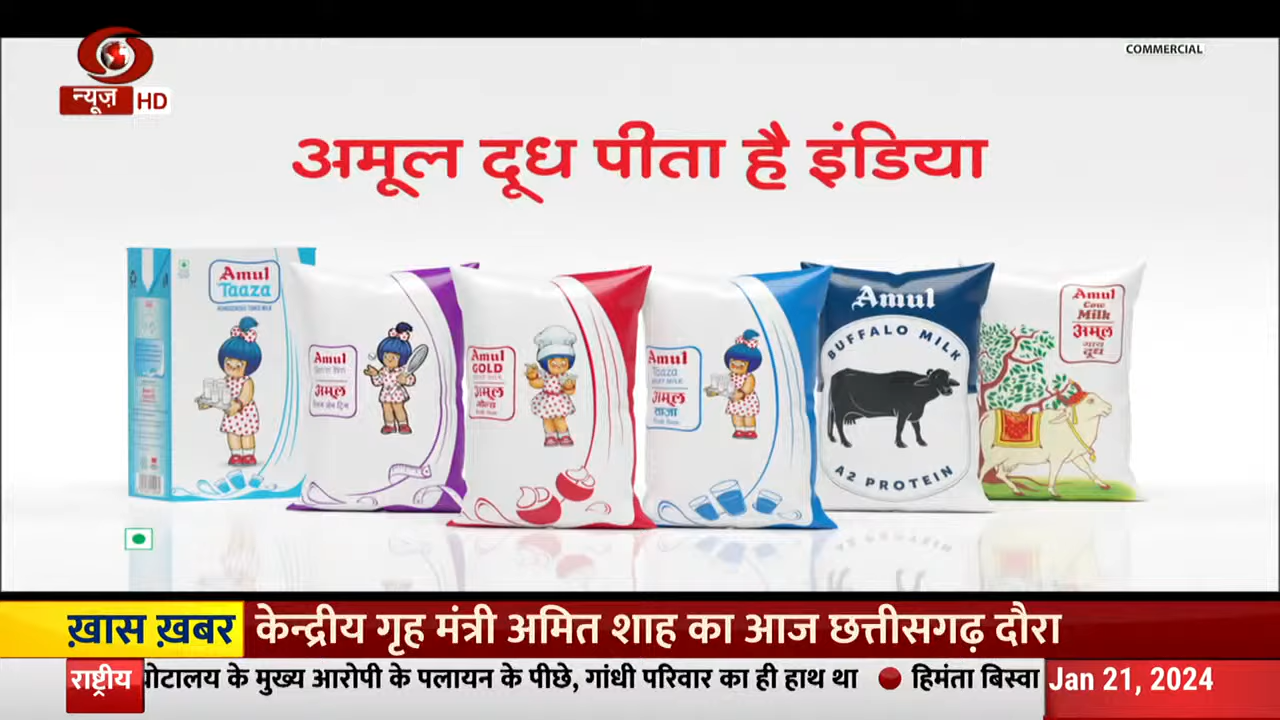 COMMERCIAL
न्यूज़ HD
अमूल दूध पीता है इंडिया
Amul
Taaza
Amul
अमूल
Amul
GOLD
अमूल
गोल्ड
Amul
Taaza
अमूल
ताज़ा
Amul
BUFFALO MILK
A2 PROTEIN
Amul
Cow
Milk
अमूल
गाय
दूध
ख़ास ख़बर
केन्द्रीय गृह मंत्री अमित शाह का आज छत्तीसगढ़ दौरा
राष्ट्रीय
घोटालय के मुख्य आरोपी के पलायन के पीछे, गांधी परिवार का ही हाथ था
हिमंता बिस्वा
Jan 21, 2024